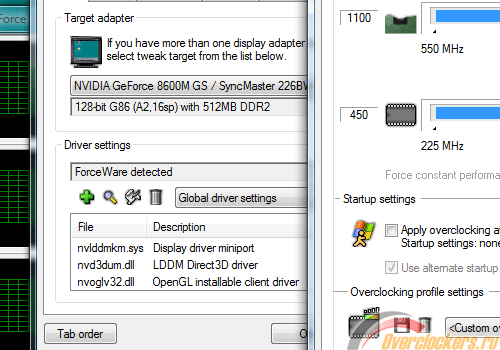 Force
Target adapter
If you have more than one display adapter
select tweak target from the list below.
NVIDIA GeForce 8600M GS / SyncMaster 226BW
128-bit G86 (A2,16sp) with 512MB DDR2
Driver settings
ForceWare detected
Global driver settings
File Description
nvlddmkm.sys Display driver miniport
nvd3dum.dll LDDM Direct3D driver
nvoglv32.dll OpenGL installable client driver
Tab order
O
1100
550 MHz
450
225 MHz
Force constant performa
Startup settings
Apply overclocking at
Startup settings: none
Use alternate startup
Overclocking profile settings
<Custom ov
Overclockers.ru